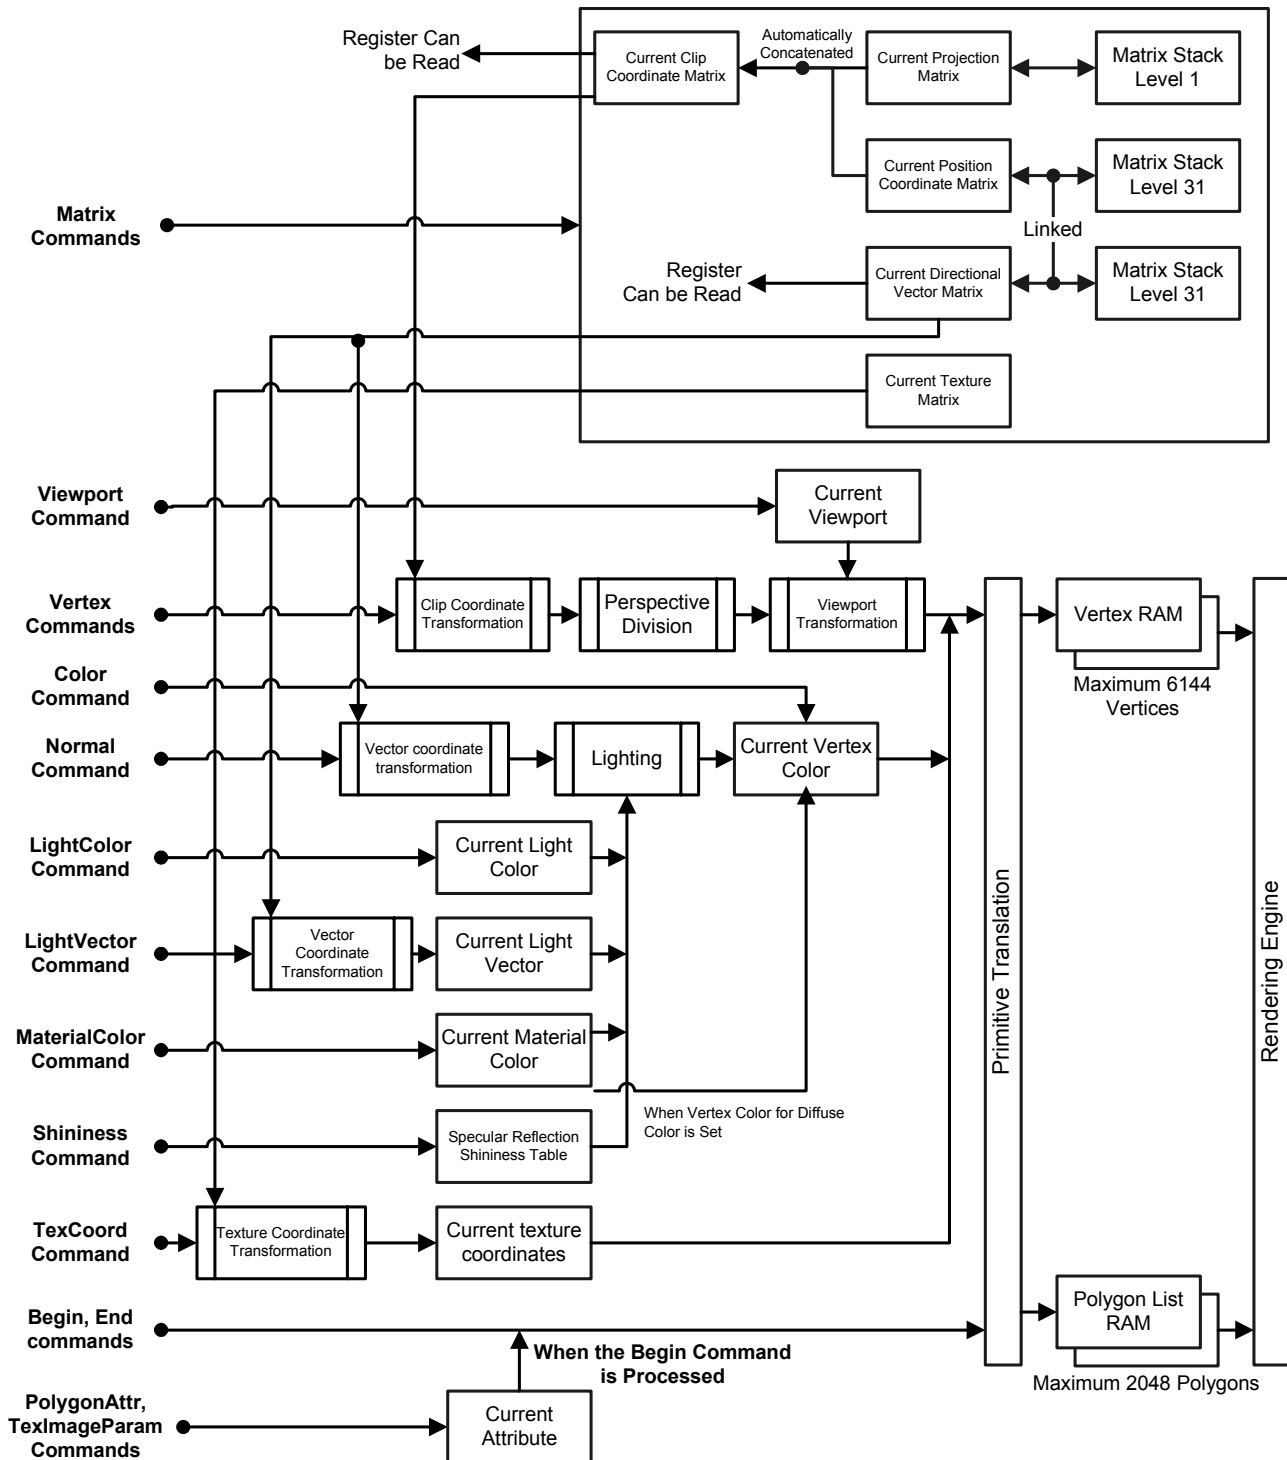 Register Can
be Read
Current Clip
Coordinate Matrix
Automatically
Concatenated
Current Projection
Matrix
Matrix Stack
Level 1
Current Position
Coordinate Matrix
Matrix Stack
Level 31
Matrix
Commands
Linked
Register
Can be Read
Current Directional
Vector Matrix
Matrix Stack
Level 31
Current Texture
Matrix
Viewport
Command
Current
Viewport
Vertex
Commands
Clip Coordinate
Transformation
Perspective
Division
Viewport
Transformation
Vertex RAM
Maximum 6144
Vertices
Color
Command
Normal
Command
Vector coordinate
transformation
Lighting
Current Vertex
Color
LightColor
Command
Current Light
Color
LightVector
Command
Vector
Coordinate
Transformation
Current Light
Vector
Primitive Translation
Rendering Engine
MaterialColor
Command
Current Material
Color
When Vertex Color for Diffuse
Color is Set
Shininess
Command
Specular Reflection
Shininess Table
TexCoord
Command
Texture Coordinate
Transformation
Current texture
coordinates
Begin, End
commands
Polygon List
RAM
Maximum 2048 Polygons
When the Begin Command
is Processed
PolygonAttr,
TexImageParam
Commands
Current
Attribute